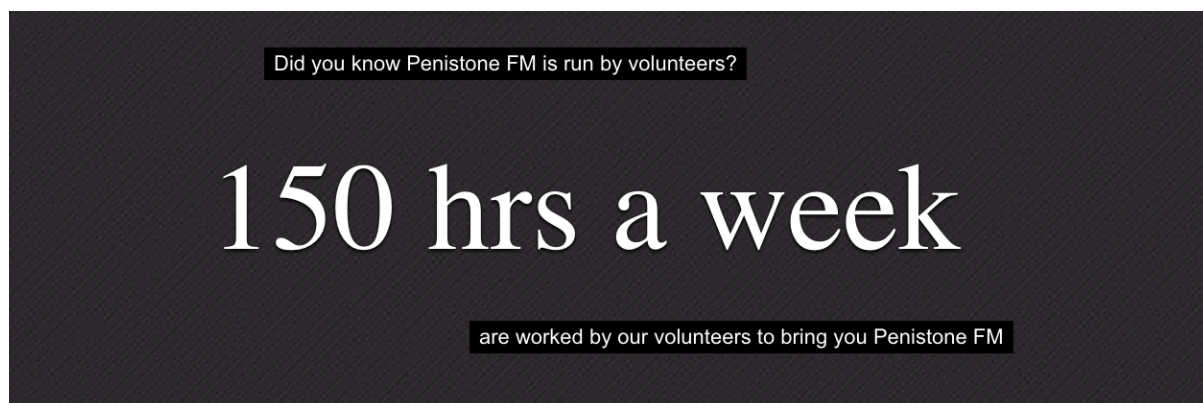 Did you know Penistone FM is run by volunteers?
150 hrs a week
are worked by our volunteers to bring you Penistone FM